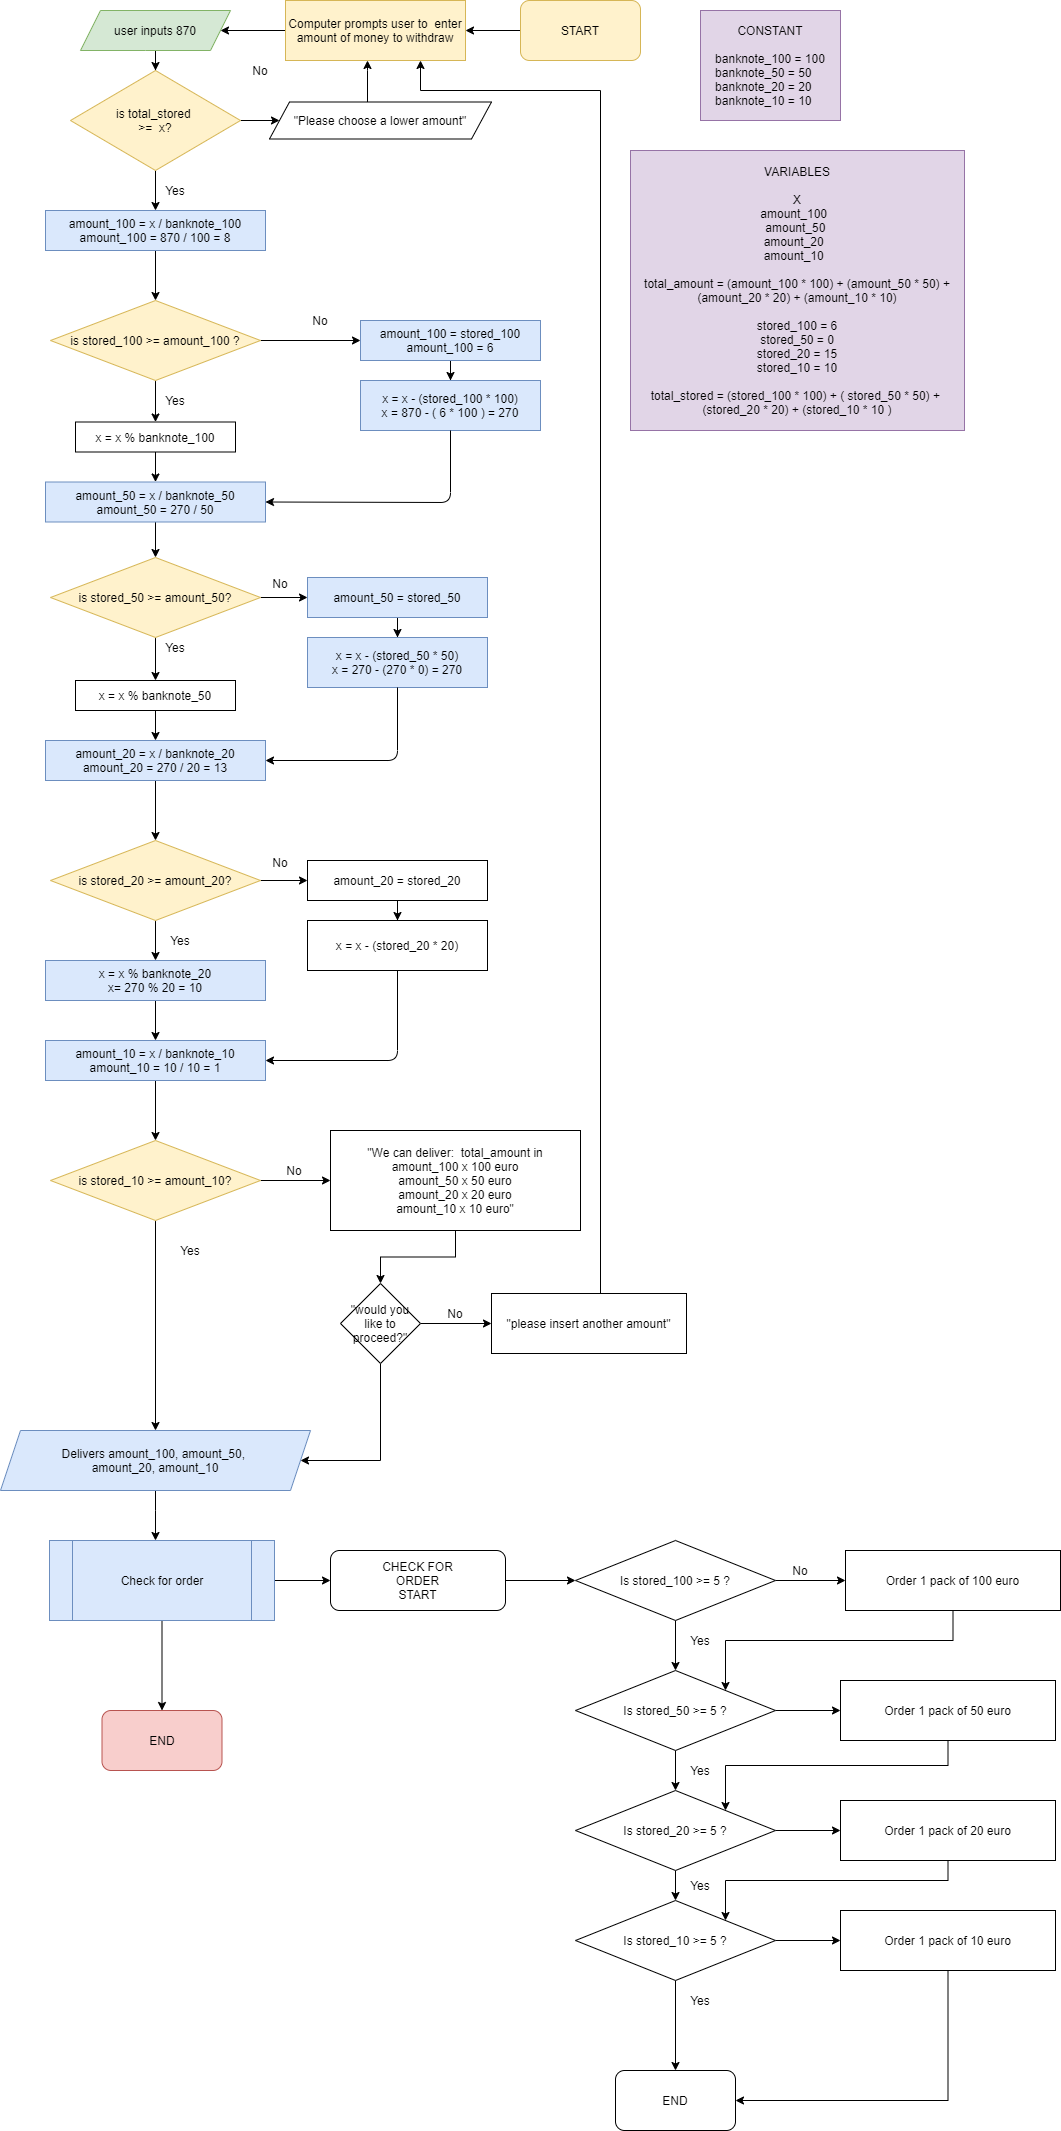 START
Computer prompts user to  enter
amount of money to withdraw
user inputs 870
CONSTANT
banknote_100 = 100
banknote_50 = 50
banknote_20 = 20
banknote_10 = 10
No
is total_stored
>=  x?
"Please choose a lower amount"
Yes
VARIABLES
X
amount_100
amount_50
amount_20
amount_10
total_amount = (amount_100 * 100) + (amount_50 * 50) +
(amount_20 * 20) + (amount_10 * 10)
stored_100 = 6
stored_50 = 0
stored_20 = 15
stored_10 = 10
total_stored = (stored_100 * 100) + ( stored_50 * 50) +
(stored_20 * 20) + (stored_10 * 10 )
amount_100 = x / banknote_100
amount_100 = 870 / 100 = 8
is stored_100 >= amount_100 ?
No
amount_100 = stored_100
amount_100 = 6
x = x - (stored_100 * 100)
x = 870 - ( 6 * 100 ) = 270
Yes
x = x % banknote_100
amount_50 = x / banknote_50
amount_50 = 270 / 50
is stored_50 >= amount_50?
No
amount_50 = stored_50
x = x - (stored_50 * 50)
x = 270 - (270 * 0) = 270
Yes
x = x % banknote_50
amount_20 = x / banknote_20
amount_20 = 270 / 20 = 13
is stored_20 >= amount_20?
No
amount_20 = stored_20
x = x - (stored_20 * 20)
Yes
x = x % banknote_20
x= 270 % 20 = 10
amount_10 = x / banknote_10
amount_10 = 10 / 10 = 1
is stored_10 >= amount_10?
No
"We can deliver:  total_amount in
amount_100 x 100 euro
amount_50 x 50 euro
amount_20 x 20 euro
amount_10 x 10 euro"
Yes
"would you
like to
proceed?"
No
"please insert another amount"
Delivers amount_100, amount_50,
amount_20, amount_10
Check for order
CHECK FOR
ORDER
START
Is stored_100 >= 5 ?
No
Order 1 pack of 100 euro
Yes
Is stored_50 >= 5 ?
Order 1 pack of 50 euro
END
Yes
Is stored_20 >= 5 ?
Order 1 pack of 20 euro
Yes
Is stored_10 >= 5 ?
Order 1 pack of 10 euro
Yes
END